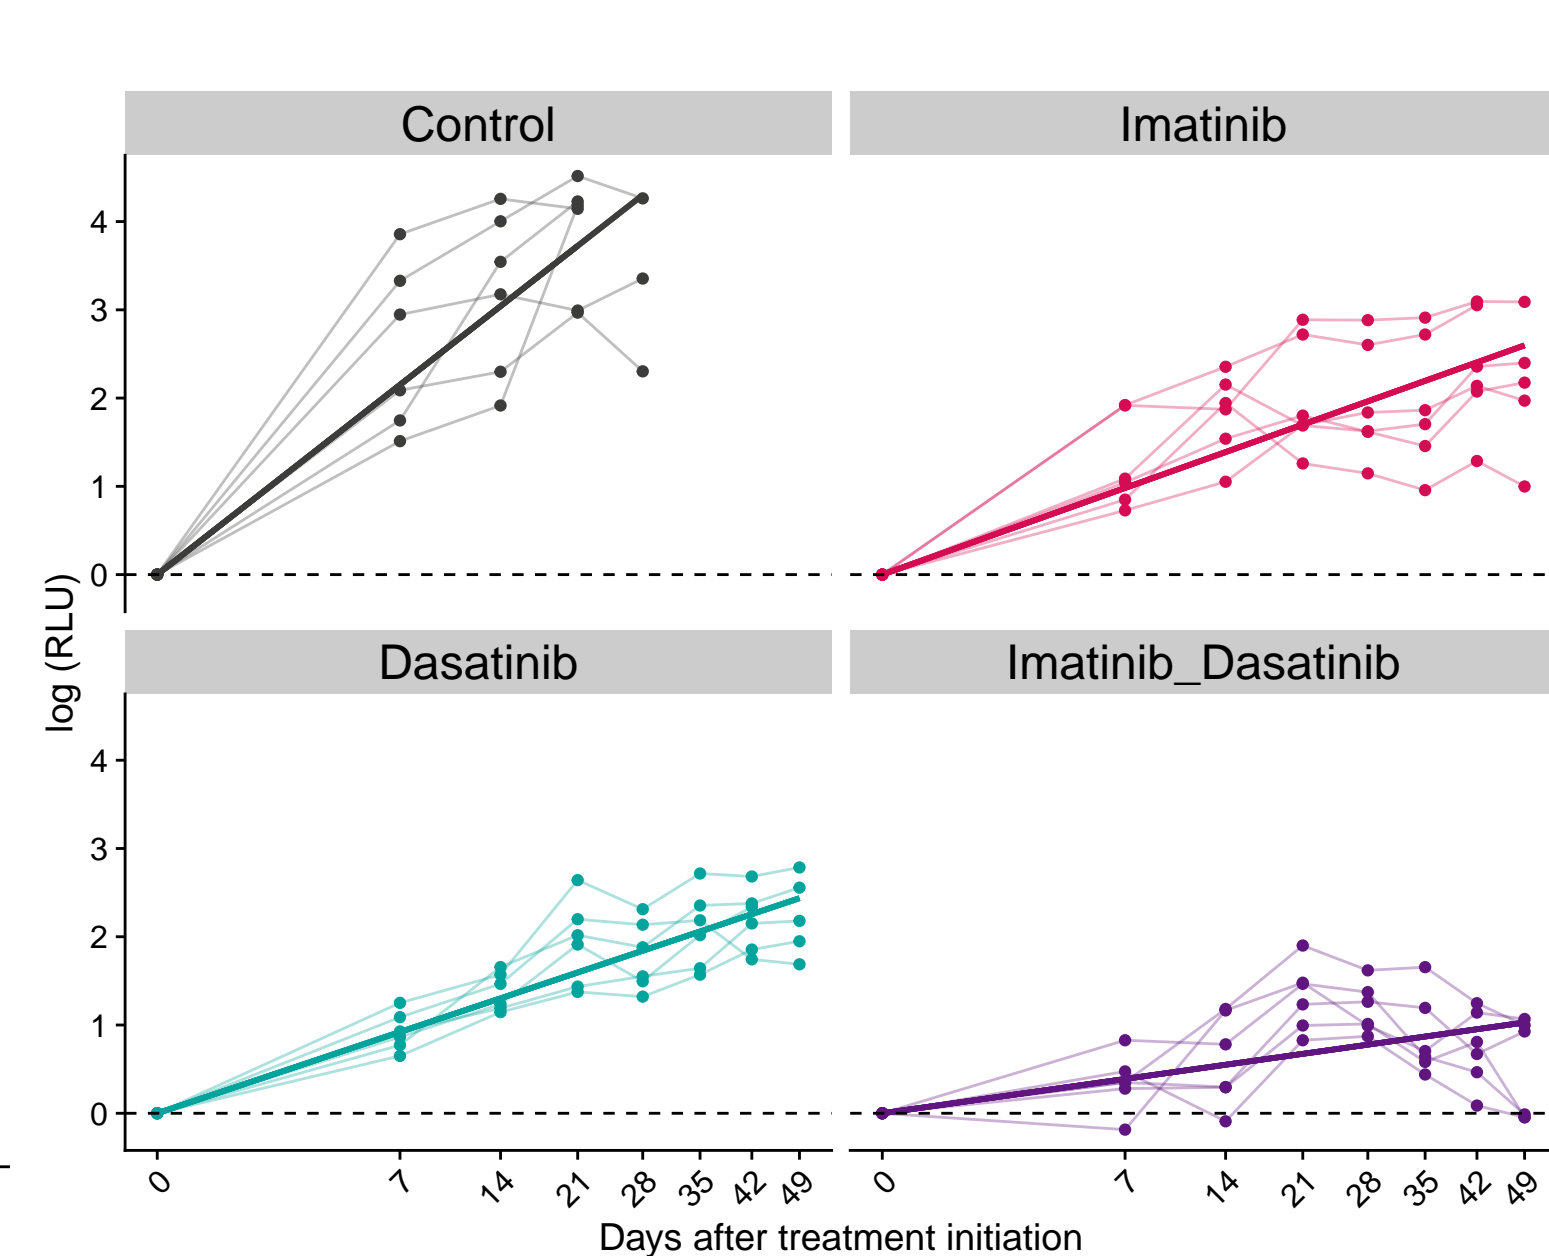 Control
Imatinib
4
3
2
1
0
Dasatinib
Imatinib_Dasatinib
log (RLU)
4
3
2
1
0
0 7 14 21 28 35 42 49
0 7 14 21 28 35 42 49
Days after treatment initiation